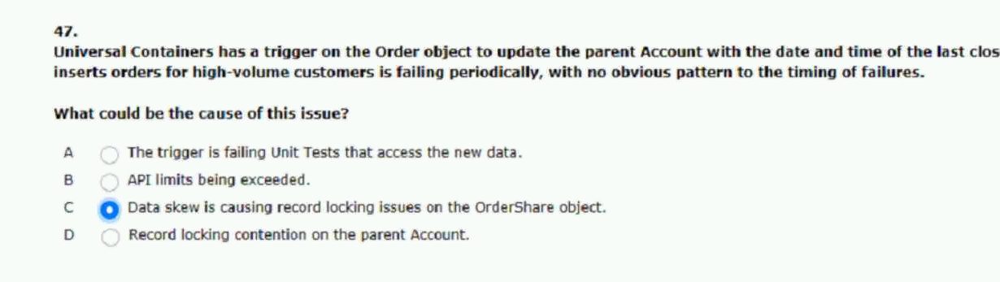 47.
Universal Containers has a trigger on the Order object to update the parent Account with the date and time of the last clos
inserts orders for high-volume customers is failing periodically, with no obvious pattern to the timing of failures.
What could be the cause of this issue?
A The trigger is failing Unit Tests that access the new data.
B API limits being exceeded.
C Data skew is causing record locking issues on the OrderShare object.
D Record locking contention on the parent Account.